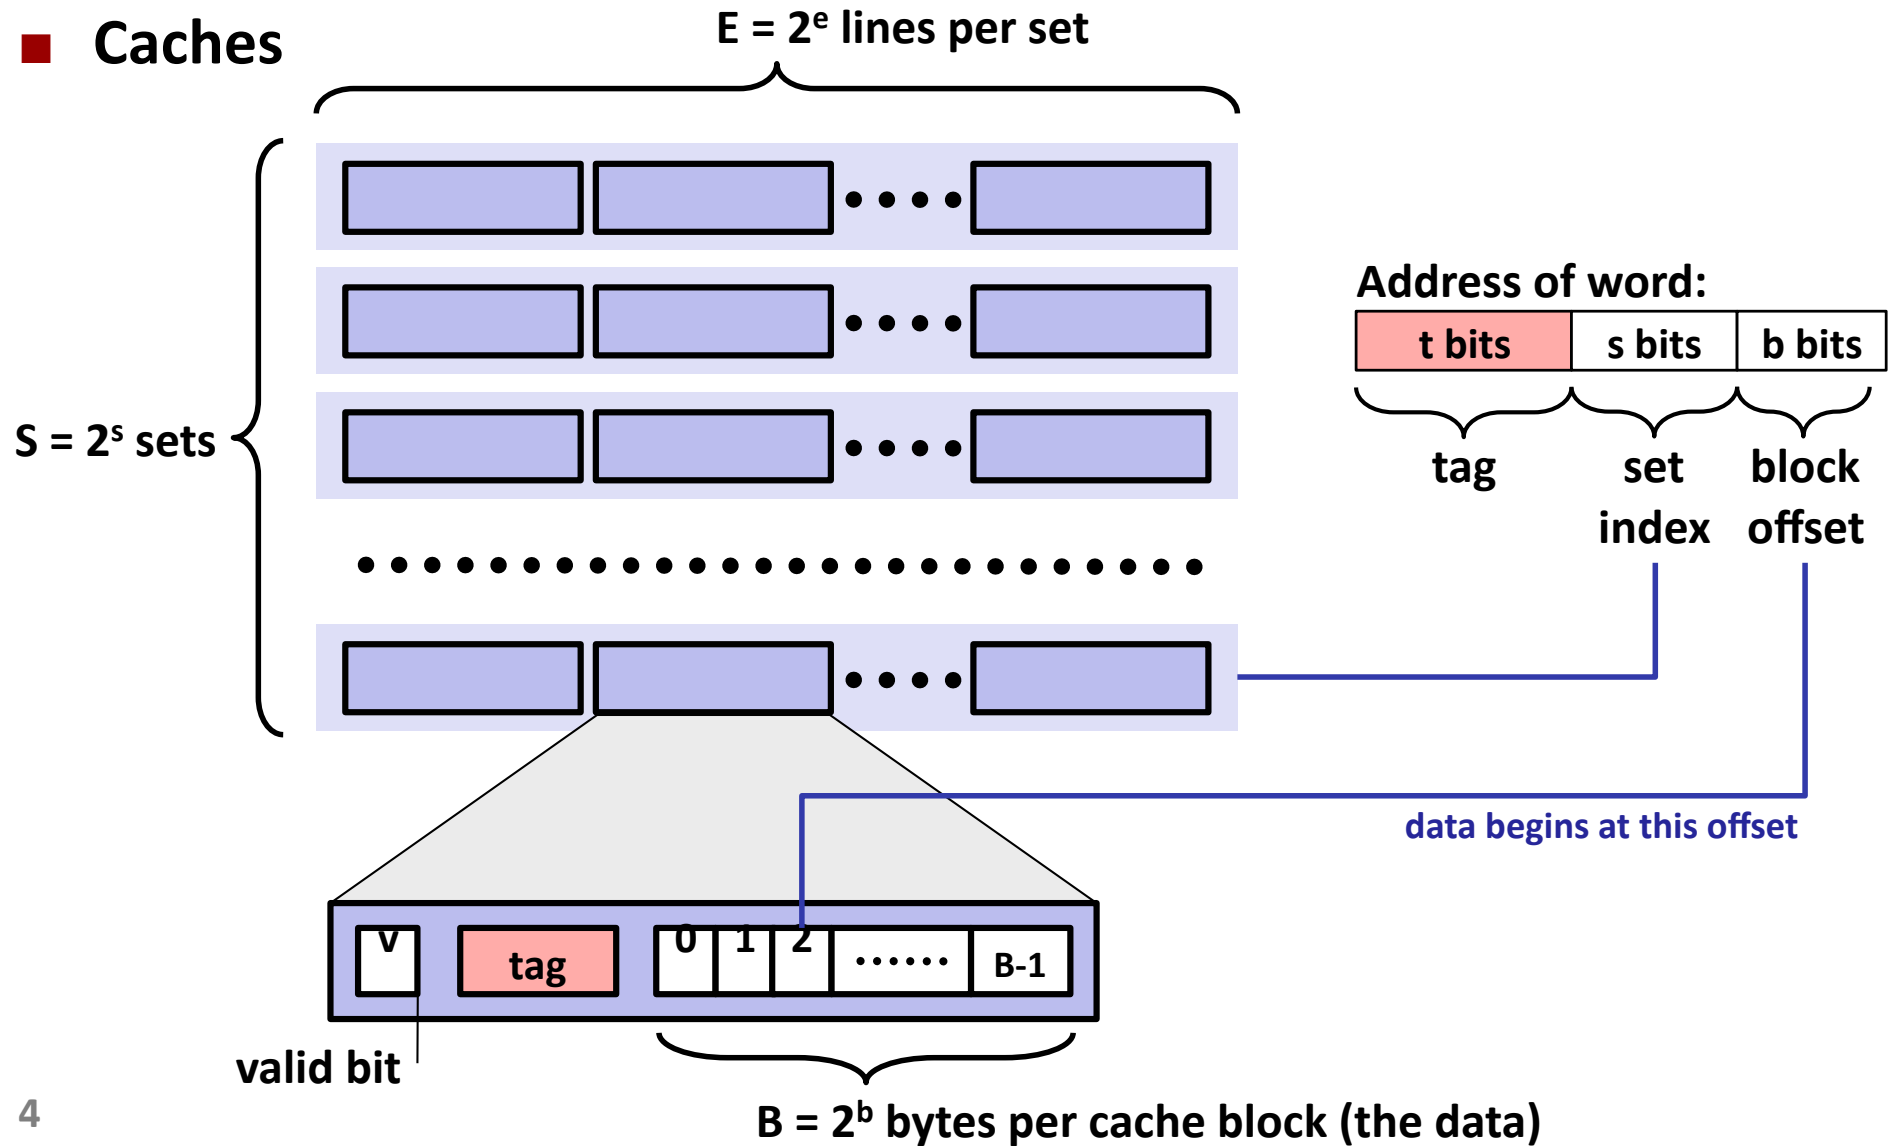 ■ Caches
E = 2ᵉ lines per set
S = 2ˢ sets
Address of word:
t bits s bits b bits
tag set index block offset
data begins at this offset
v tag 0 1 2 •••••• B-1
valid bit
B = 2ᵇ bytes per cache block (the data)
4